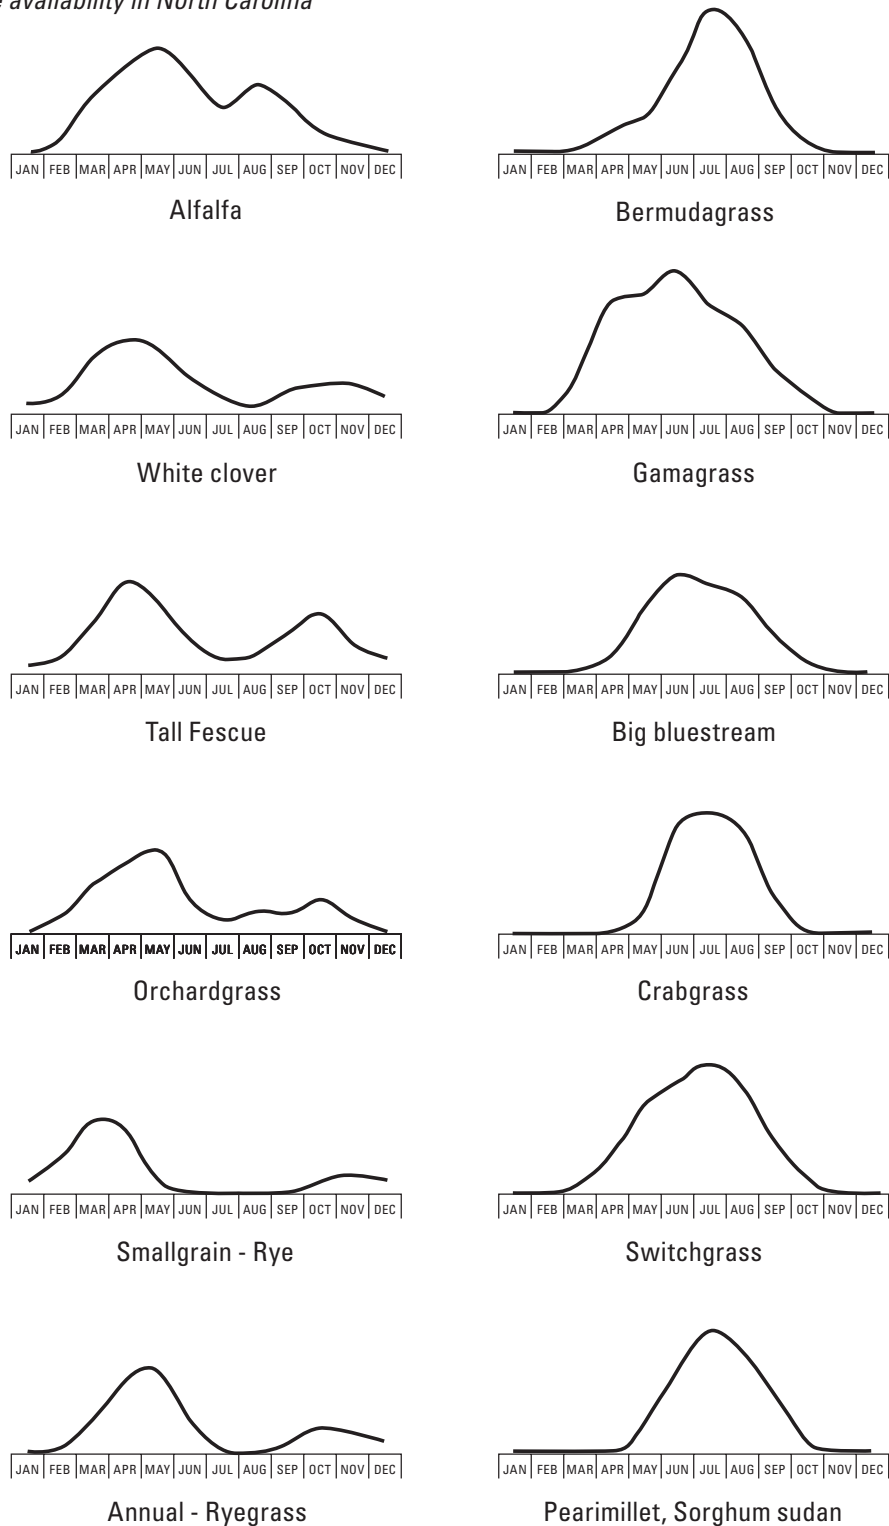 availability in North Carolina
JAN FEB MAR APR MAY JUN JUL AUG SEP OCT NOV DEC
Alfalfa
JAN FEB MAR APR MAY JUN JUL AUG SEP OCT NOV DEC
Bermudagrass
JAN FEB MAR APR MAY JUN JUL AUG SEP OCT NOV DEC
White clover
JAN FEB MAR APR MAY JUN JUL AUG SEP OCT NOV DEC
Gamagrass
JAN FEB MAR APR MAY JUN JUL AUG SEP OCT NOV DEC
Tall Fescue
JAN FEB MAR APR MAY JUN JUL AUG SEP OCT NOV DEC
Big bluestream
JAN FEB MAR APR MAY JUN JUL AUG SEP OCT NOV DEC
Orchardgrass
JAN FEB MAR APR MAY JUN JUL AUG SEP OCT NOV DEC
Crabgrass
JAN FEB MAR APR MAY JUN JUL AUG SEP OCT NOV DEC
Smallgrain - Rye
JAN FEB MAR APR MAY JUN JUL AUG SEP OCT NOV DEC
Switchgrass
JAN FEB MAR APR MAY JUN JUL AUG SEP OCT NOV DEC
Annual - Ryegrass
JAN FEB MAR APR MAY JUN JUL AUG SEP OCT NOV DEC
Pearimillet, Sorghum sudan